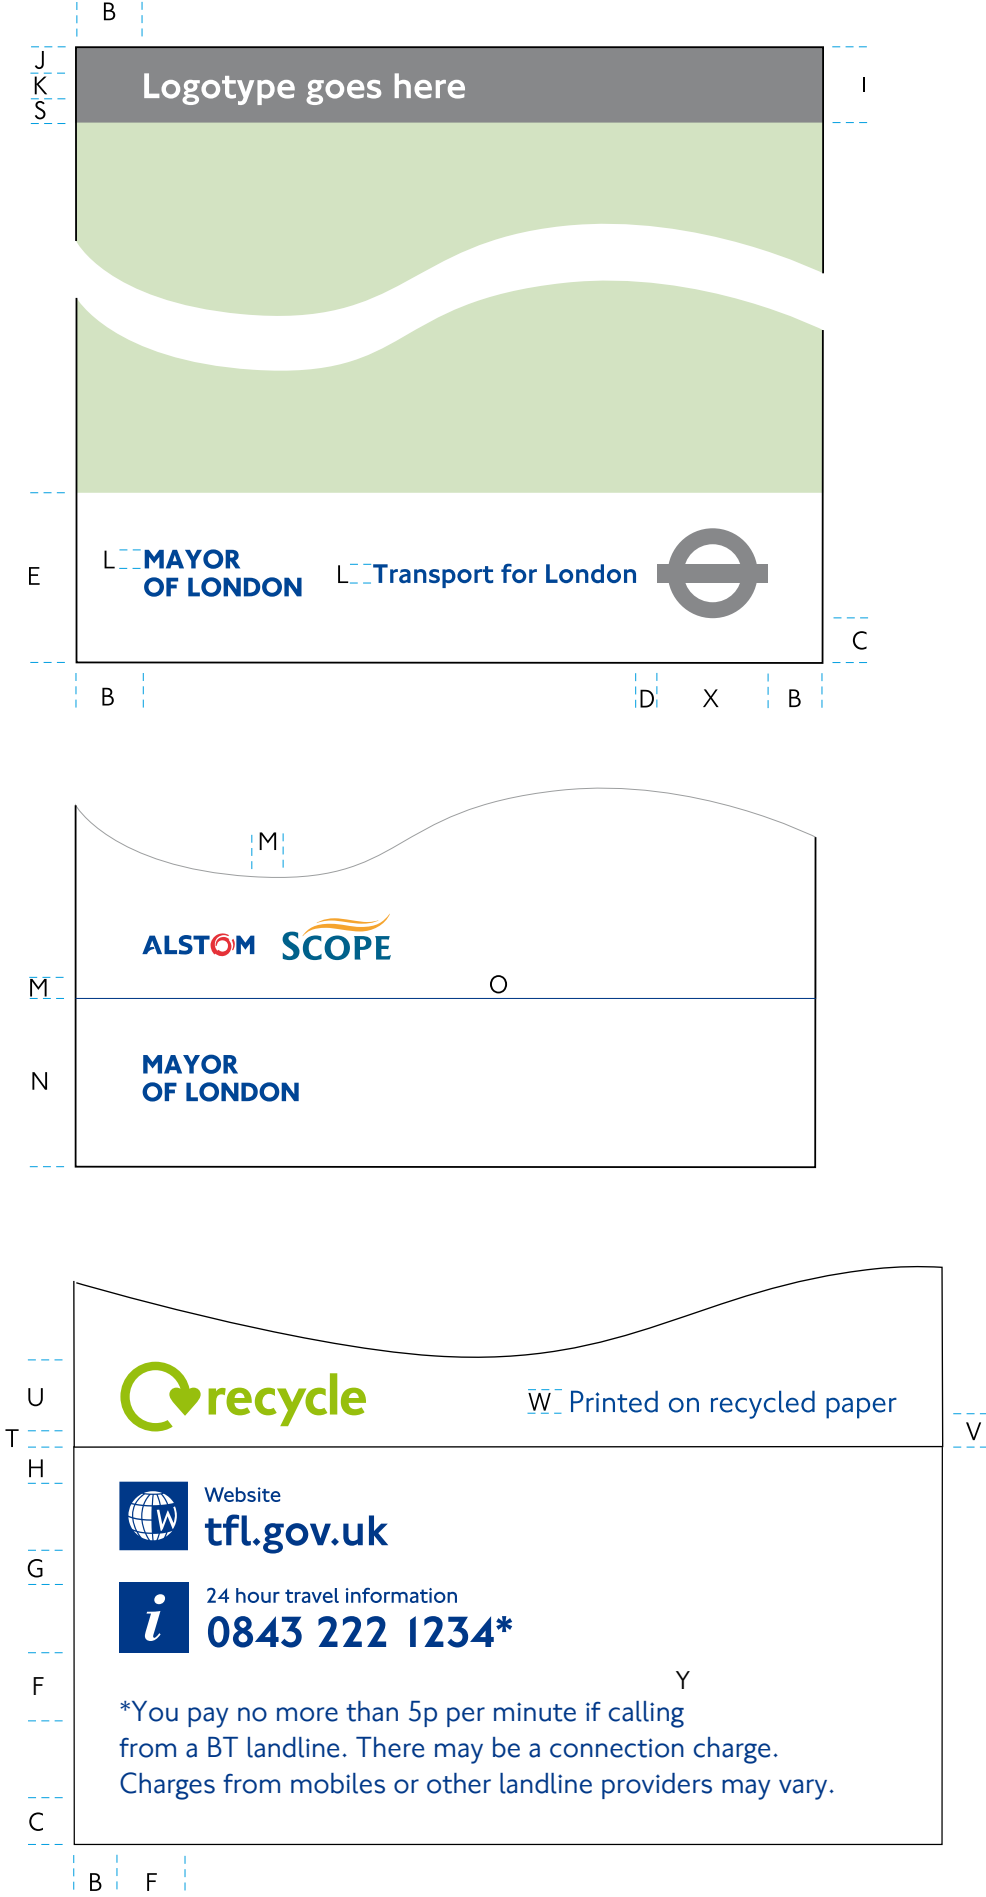 B
J
K
S
Logotype goes here
I
E
L
MAYOR
OF LONDON
L
Transport for London
C
B
D
X
B
M
ALSTOM
SCOPE
M
O
N
MAYOR
OF LONDON
U
recycle
W
Printed on recycled paper
T
V
H
W
Website
tfl.gov.uk
G
i
24 hour travel information
0843 222 1234*
F
Y
*You pay no more than 5p per minute if calling
from a BT landline. There may be a connection charge.
Charges from mobiles or other landline providers may vary.
C
B
F